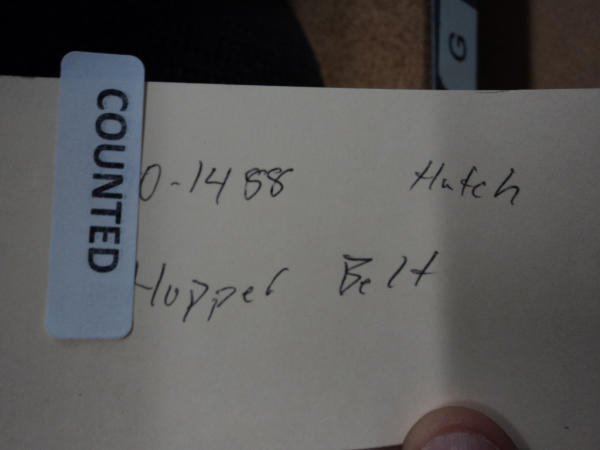 G
COUNTED
0-1488 Hutch
Hopper Belt